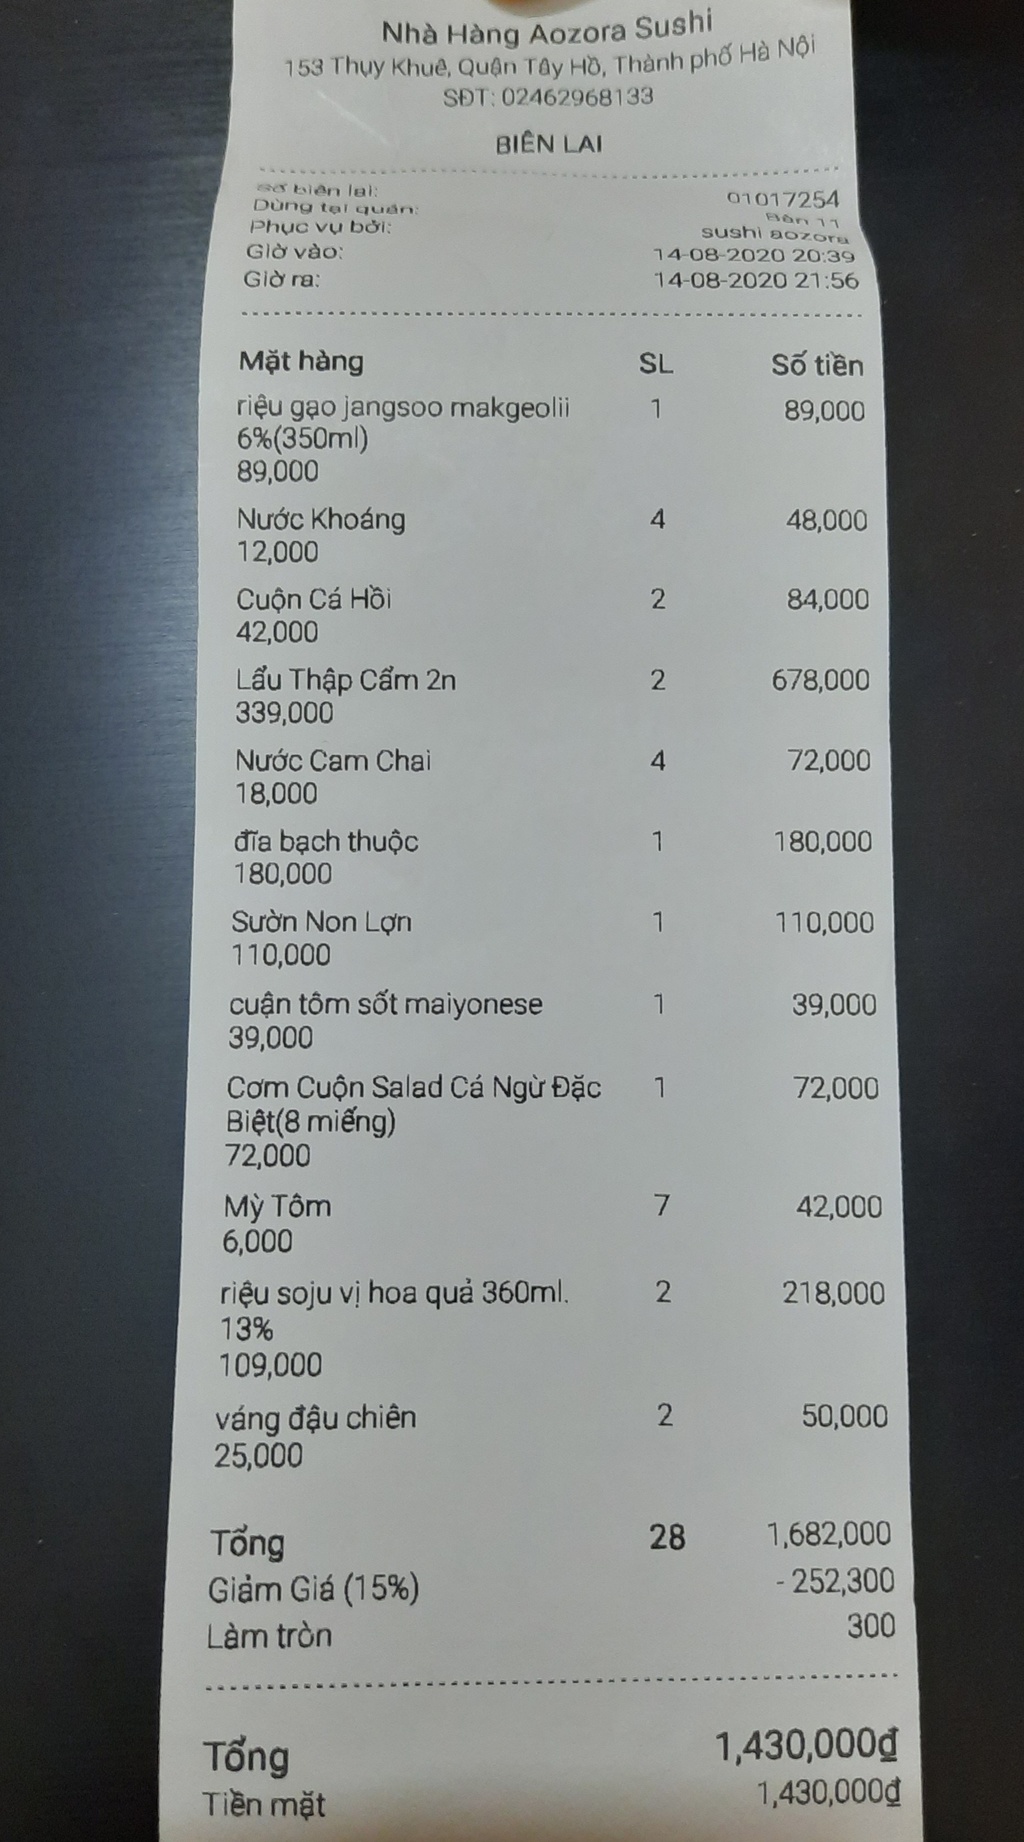 Nhà Hàng Aozora Sushi
153 Thụy Khuê, Quận Tây Hồ, Thành phố Hà Nội
SĐT: 02462968133
BIÊN LAI
Số biên lai: 01017254
Dùng tại quán: Bàn 11
Phục vụ bởi: sushi aozora
Giờ vào: 14-08-2020 20:39
Giờ ra: 14-08-2020 21:56
Mặt hàng SL Số tiền
riệu gạo jangsoo makgeolii 1 89,000
6%(350ml)
89,000
Nước Khoáng 4 48,000
12,000
Cuộn Cá Hồi 2 84,000
42,000
Lẩu Thập Cẩm 2n 2 678,000
339,000
Nước Cam Chai 4 72,000
18,000
đĩa bạch thuộc 1 180,000
180,000
Sườn Non Lợn 1 110,000
110,000
cuận tôm sốt maiyonese 1 39,000
39,000
Cơm Cuộn Salad Cá Ngừ Đặc 1 72,000
Biệt(8 miếng)
72,000
Mỳ Tôm 7 42,000
6,000
riệu soju vị hoa quả 360ml. 2 218,000
13%
109,000
váng đậu chiên 2 50,000
25,000
Tổng 28 1,682,000
Giảm Giá (15%) - 252,300
Làm tròn 300
Tổng 1,430,000₫
Tiền mặt 1,430,000₫